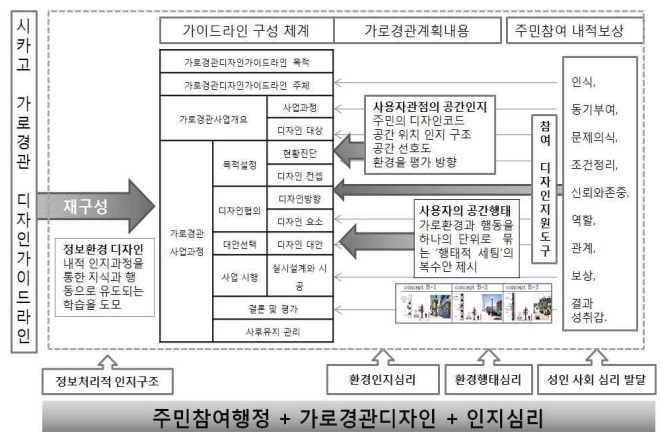 시카고 가로경관 디자인가이드라인
가이드라인 구성 체계
가로경관계획내용
주민참여 내적보상
재구성
정보환경 디자인
내적 인지과정을
통한 지식과 행
동으로 유도되는
학습을 도모
가로경관디자인가이드라인 목적
가로경관디자인가이드라인 주체
가로경관사업개요
사업과정
디자인 대상
가로경관
사업과정
목적설정
현황진단
디자인 컨셉
디자인협의
디자인방향
디자인 요소
대안선택
디자인 대안
사업 시행
실시설계와 시
공
결론 및 평가
사후유지 관리
사용자관점의 공간인지
주민의 디자인코드
공간 위치 인지 구조
공간 선호도
환경을 평가 방향
사용자의 공간행태
가로환경과 행동을
하나의 단위로 묶
는 '행태적 세팅'의
복수안 제시
concept B-1
concept B-2
concept B-3
참여 디자인지원도구
인식,
동기부여,
문제의식,
조건정리,
신뢰와존중,
역할,
관계,
보상,
결과
성취감.
정보처리적 인지구조
환경인지심리
환경행태심리
성인 사회 심리 발달
주민참여행정 + 가로경관디자인 + 인지심리